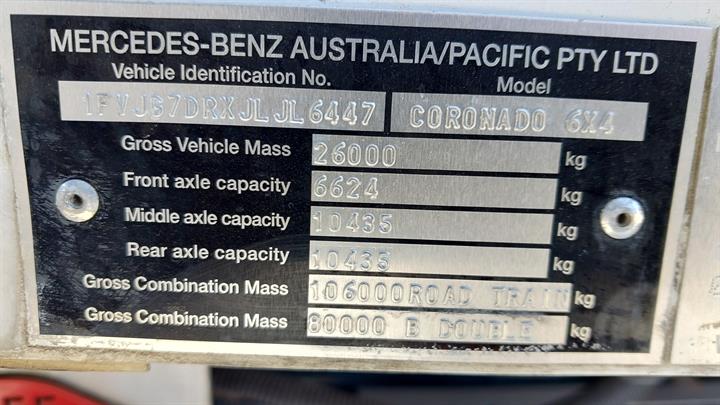 MERCEDES-BENZ AUSTRALIA/PACIFIC PTY LTD
Vehicle Identification No. Model
1FVJB7DRXJLJL6447 CORONADO 6X4
Gross Vehicle Mass 26000 kg
Front axle capacity 6624 kg
Middle axle capacity 10435 kg
Rear axle capacity 10435 kg
Gross Combination Mass 106000ROAD TRAIN kg
Gross Combination Mass 80000 B DOUBLE kg